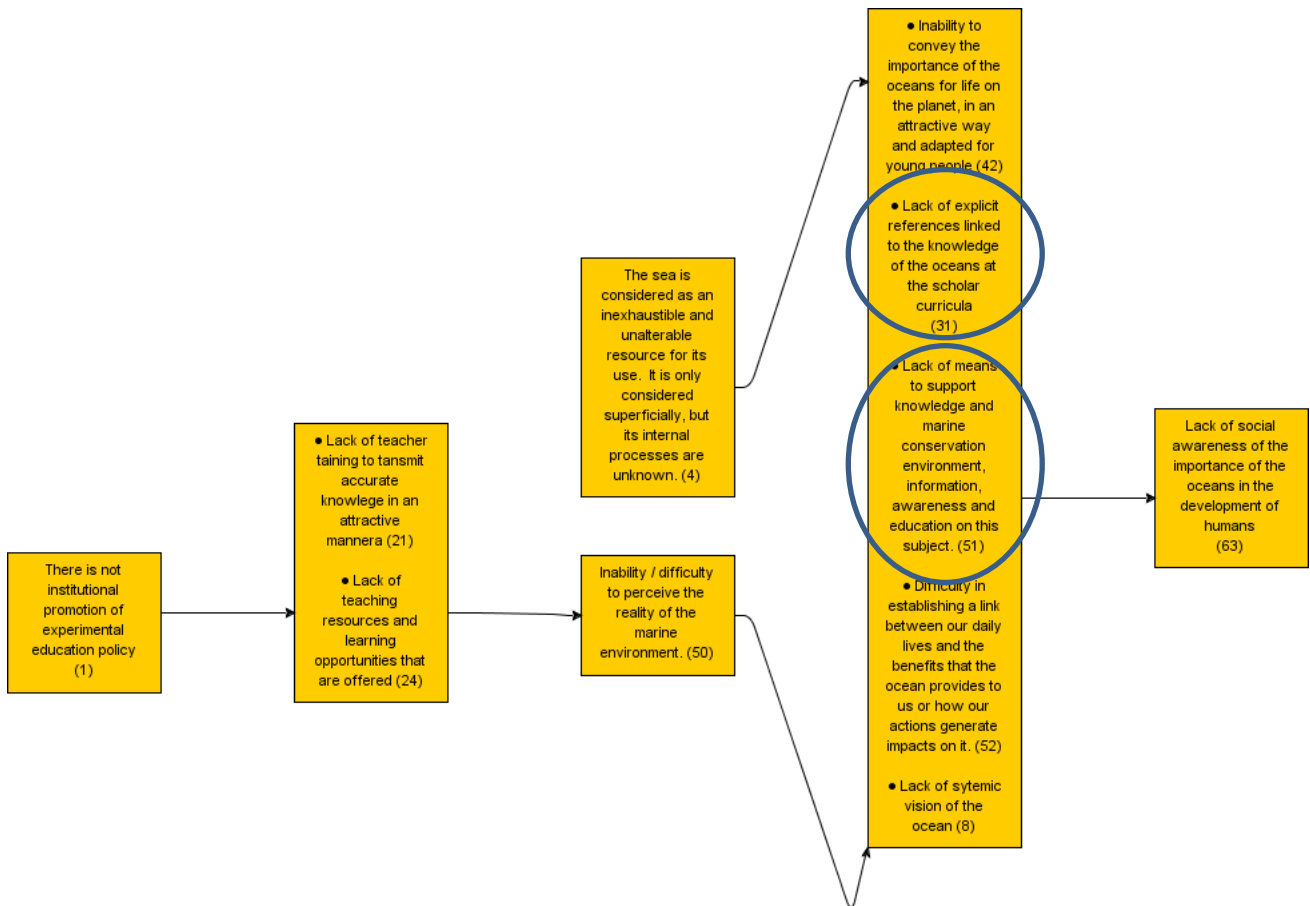 There is not
institutional
promotion of
experimental
education policy
(1)
● Lack of teacher
taining to tansmit
accurate
knowlege in an
attractive
mannera (21)
● Lack of
teaching
resources and
learning
opportunities that
are offered (24)
The sea is
considered as an
inexhaustible and
unalterable
resource for its
use.  It is only
considered
superficially, but
its internal
processes are
unknown. (4)
Inability / difficulty
to perceive the
reality of the
marine
environment. (50)
● Inability to
convey the
importance of the
oceans for life on
the planet, in an
attractive way
and adapted for
young people (42)
● Lack of explicit
references linked
to the knowledge
of the oceans at
the scholar
curricula
(31)
● Lack of means
to support
knowledge and
marine
conservation
environment,
information,
awareness and
education on this
subject. (51)
● Difficulty in
establishing a link
between our daily
lives and the
benefits that the
ocean provides to
us or how our
actions generate
impacts on it. (52)
● Lack of sytemic
vision of the
ocean (8)
Lack of social
awareness of the
importance of the
oceans in the
development of
humans
(63)